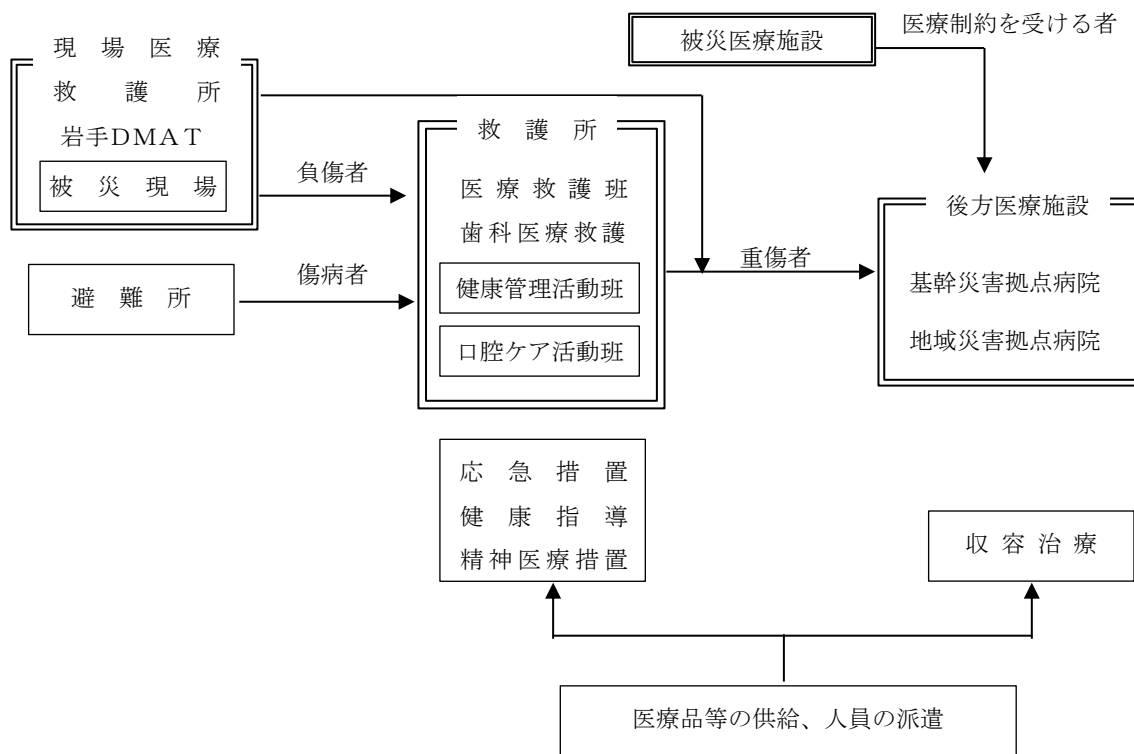 現場医療
救護所
岩手DMAT
被災現場
避難所
負傷者
傷病者
救護所
医療救護班
歯科医療救護
健康管理活動班
口腔ケア活動班
被災医療施設
医療制約を受ける者
重傷者
後方医療施設
基幹災害拠点病院
地域災害拠点病院
応急措置
健康指導
精神医療措置
収容治療
医療品等の供給、人員の派遣